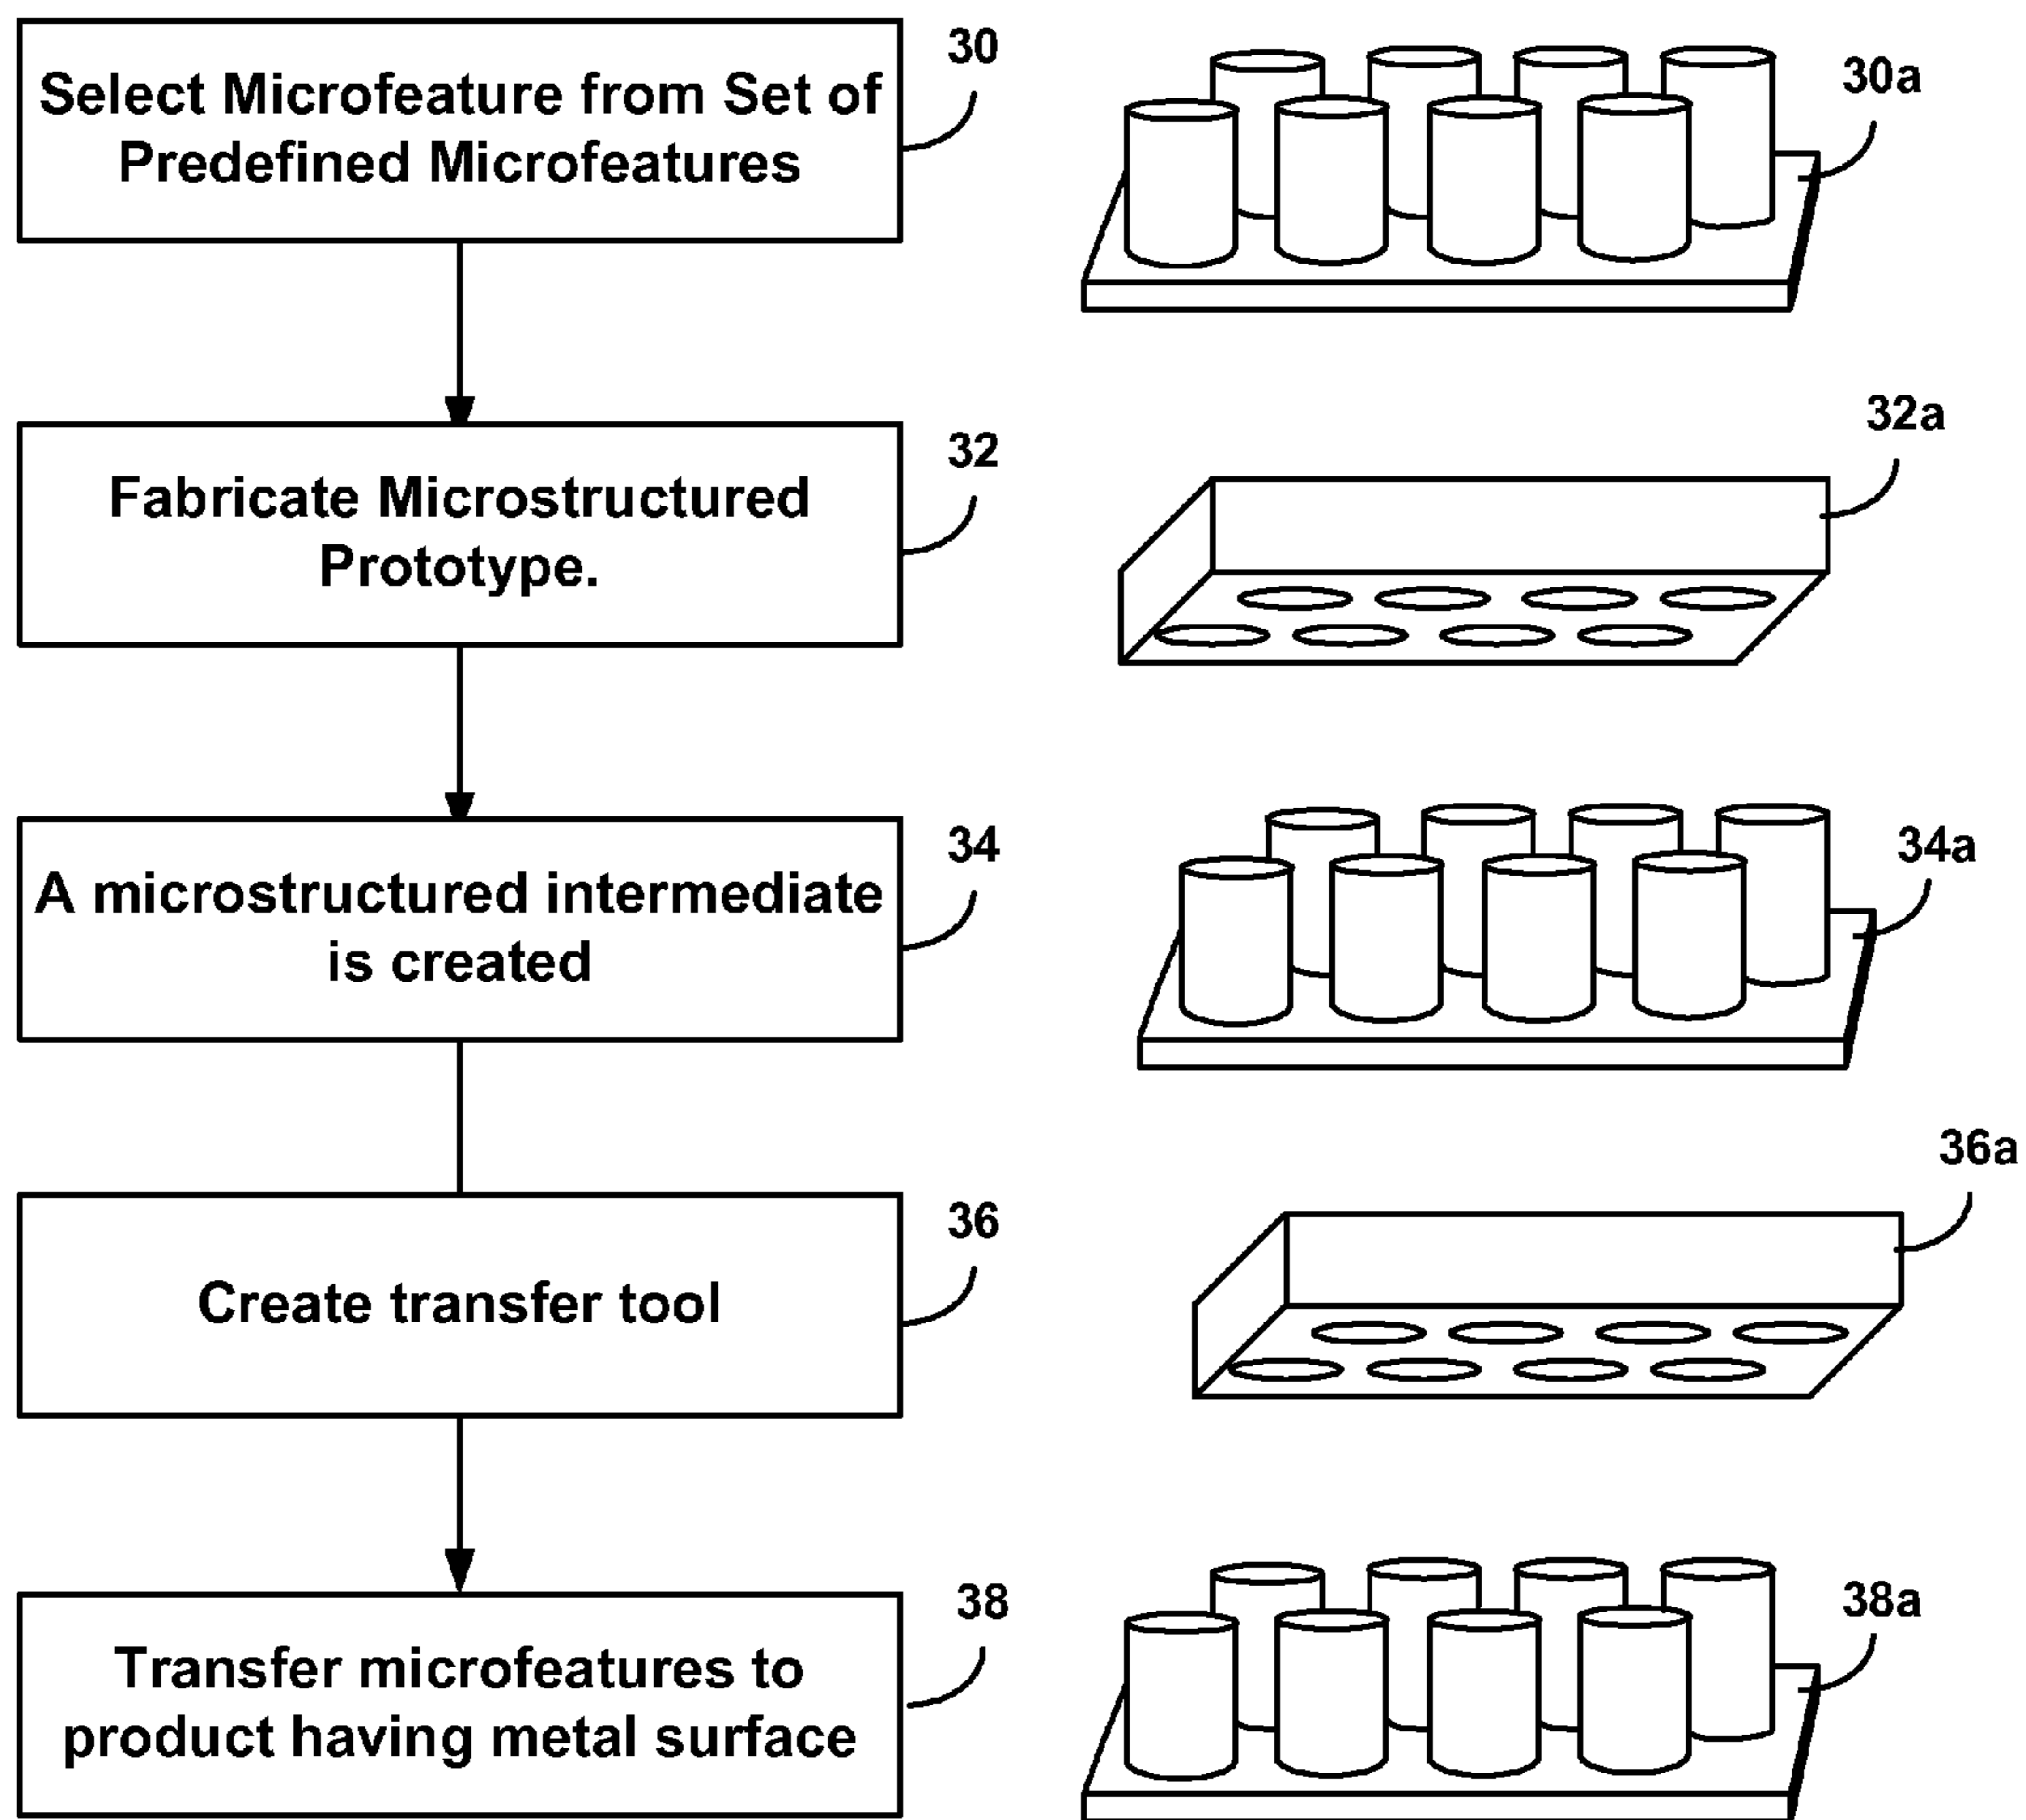 Select Microfeature from Set of
Predefined Microfeatures
30
30a
Fabricate Microstructured
Prototype.
32
32a
A microstructured intermediate
is created
34
34a
Create transfer tool
36
36a
Transfer microfeatures to
product having metal surface
38
38a